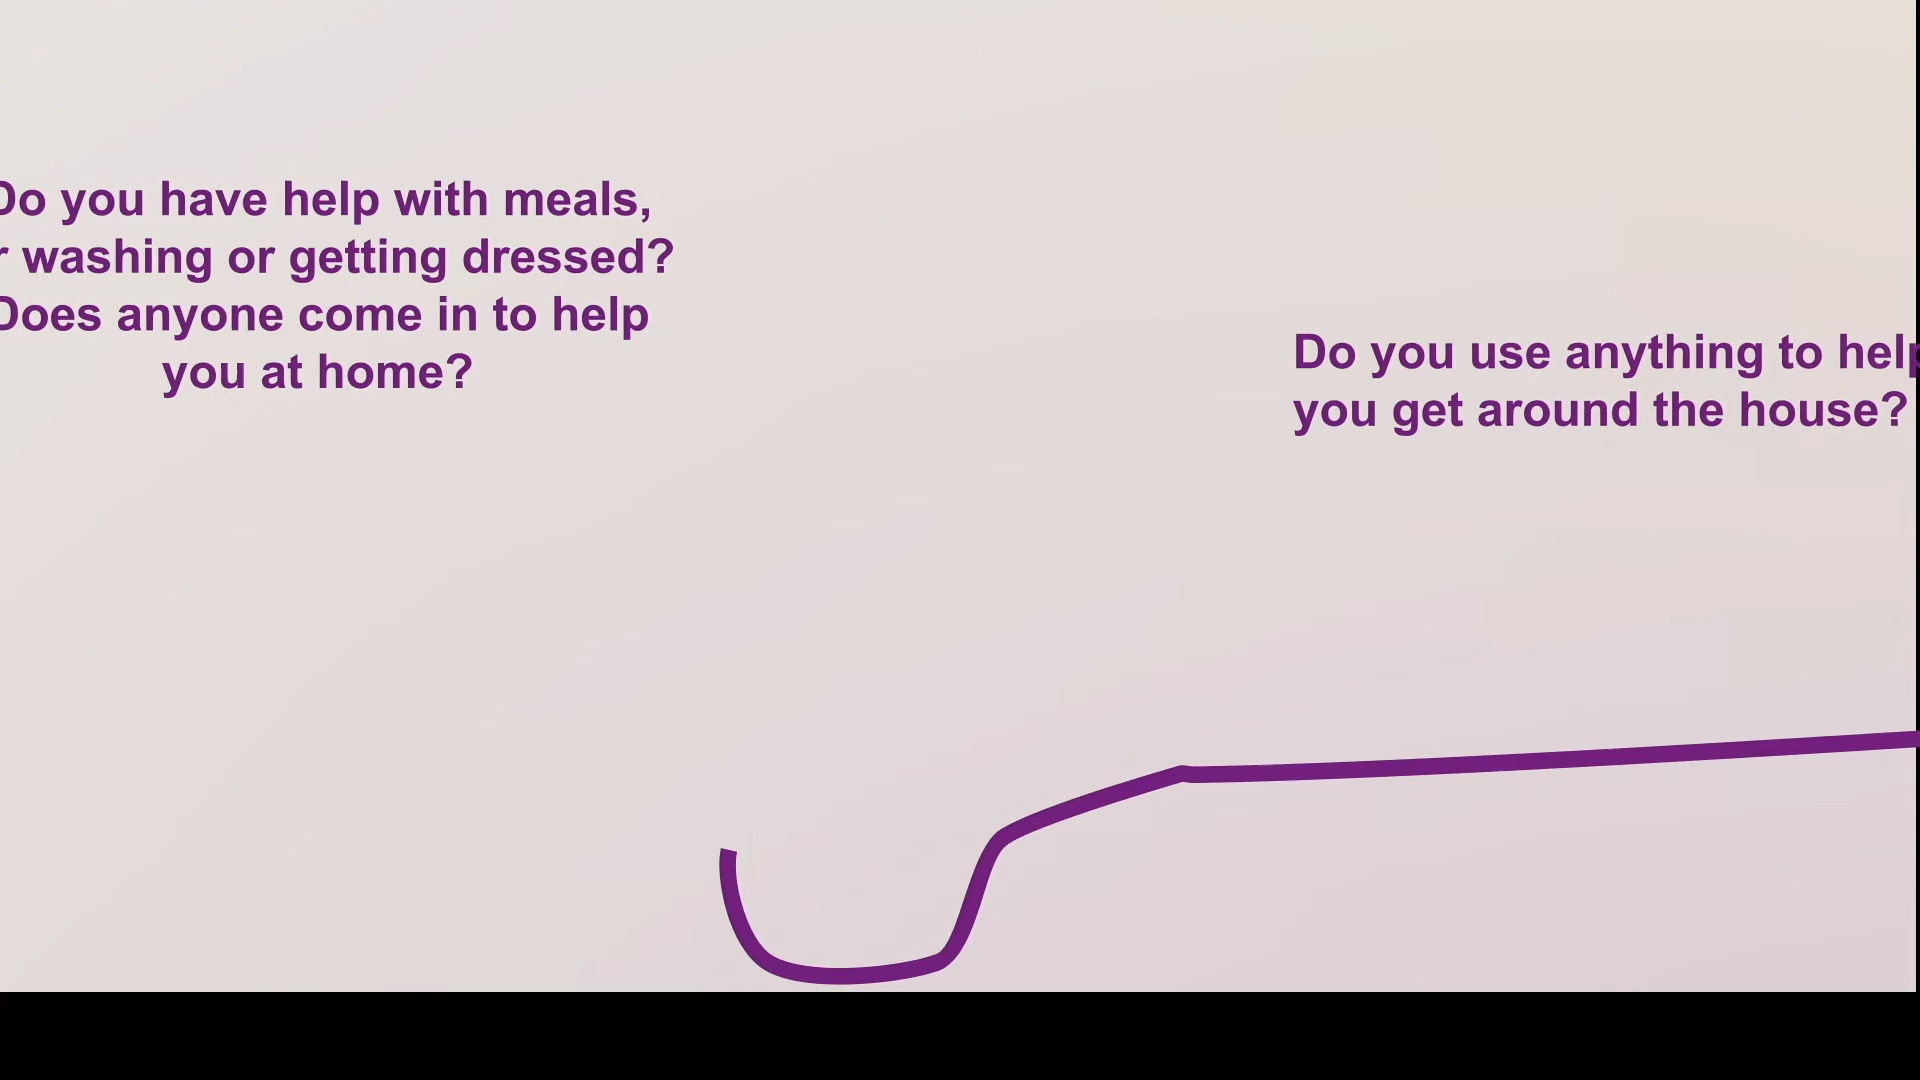 Do you have help with meals,
r washing or getting dressed?
Does anyone come in to help
you at home?
Do you use anything to help
you get around the house?